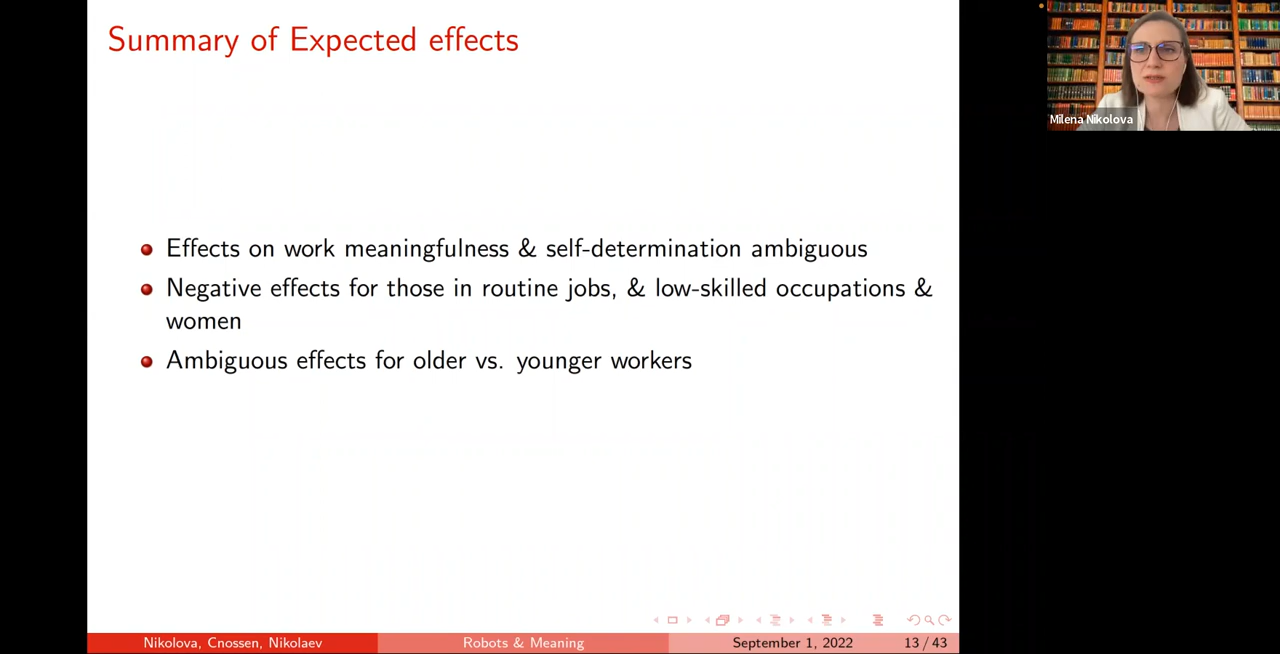 Summary of Expected effects
Milena Nikolova
Effects on work meaningfulness & self-determination ambiguous
Negative effects for those in routine jobs, & low-skilled occupations &
women
Ambiguous effects for older vs. younger workers
Nikolova, Cnossen, Nikolaev
Robots & Meaning
September 1, 2022
13 / 43